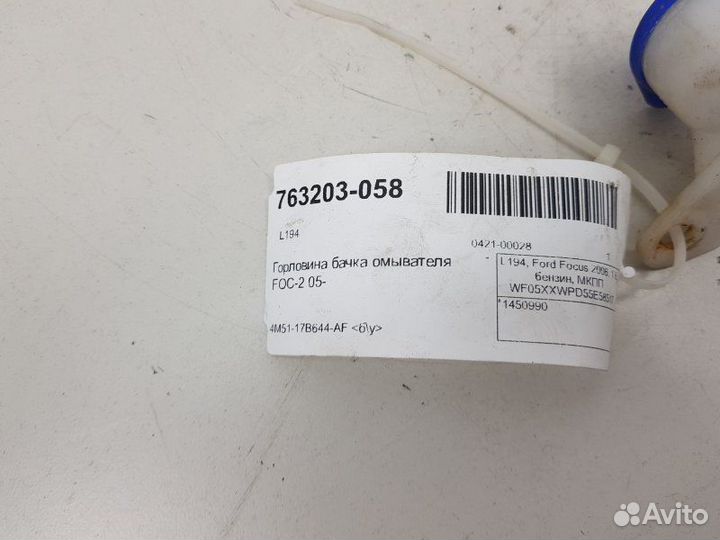 763203-058
L194
Горловина бачка омывателя
FOC-2 05-
4M51-17B644-AF <б\у>
0421-00028 1
- L194, Ford Focus 2006,
бензин, МКПП
* 1450990
Avito